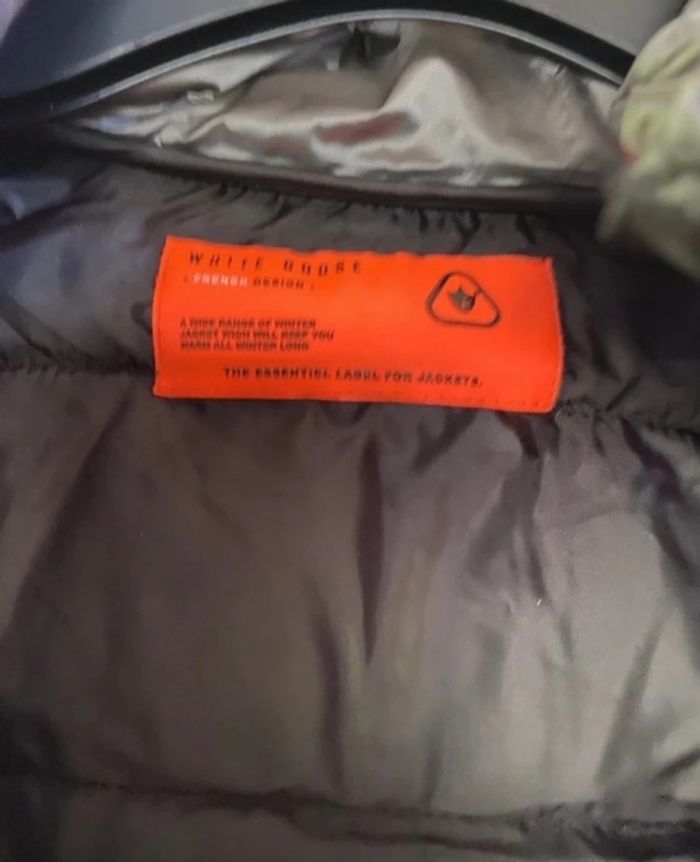 WHITE GOOSE
- FRENCH DESIGN -
A WIDE RANGE OF WINTER
JACKET WISH WILL KEEP YOU
WARM ALL WINTER LONG
THE ESSENTIEL LABEL FOR JACKETS.